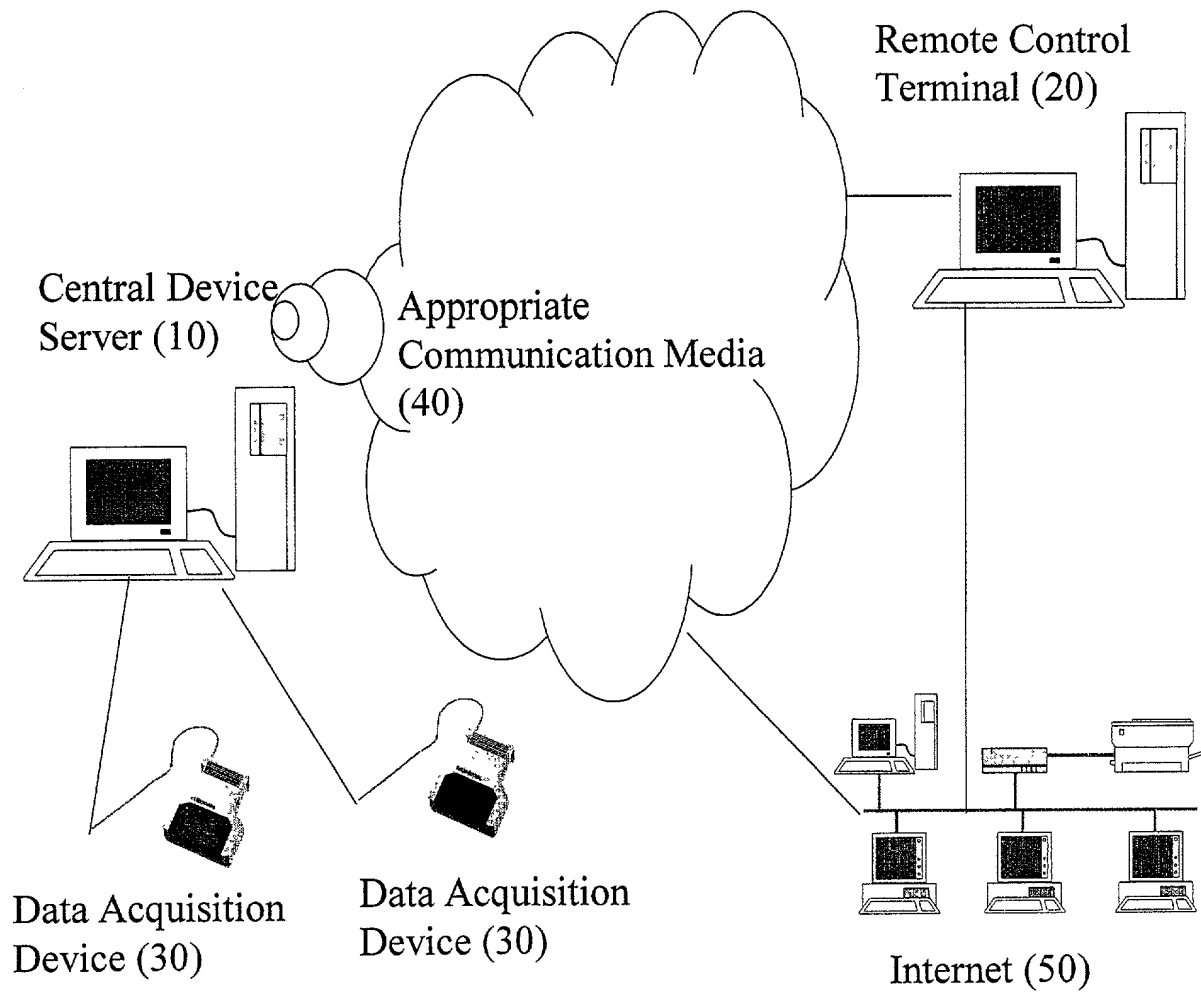 Remote Control
Terminal (20)
Central Device
Server (10)
Appropriate
Communication Media
(40)
Data Acquisition
Device (30)
Data Acquisition
Device (30)
Internet (50)